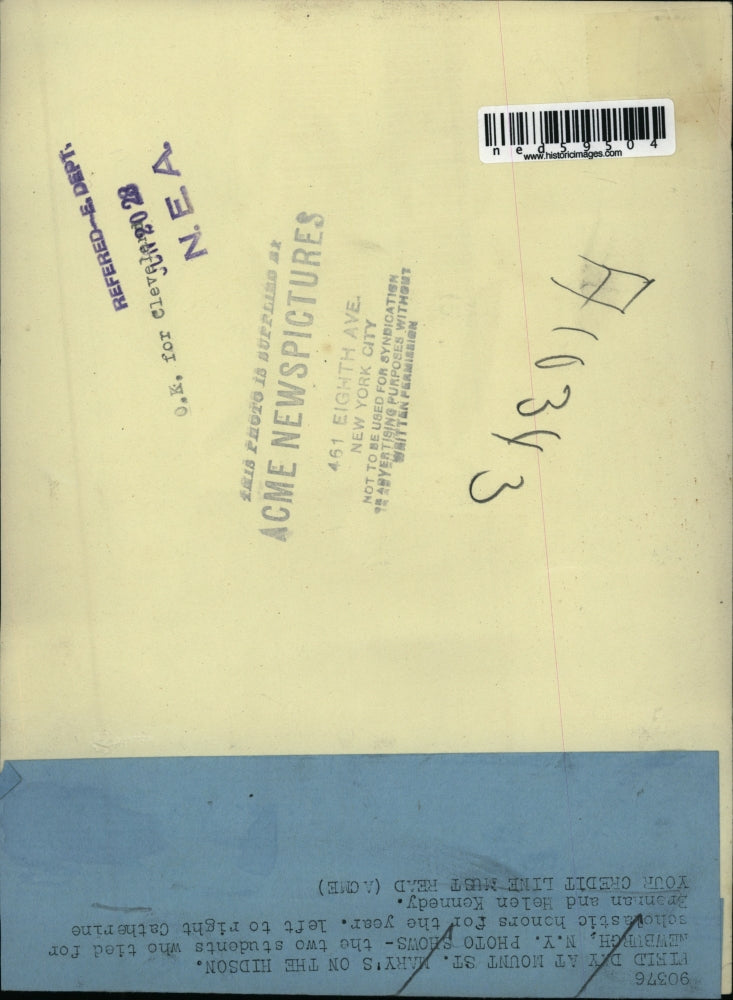 REFERED-E. DEPT.
JUN 20 28
N.E.A.
O.K. for Cleveland
THIS PHOTO IS SUPPLIED BY
ACME NEWSPICTURES
461 EIGHTH AVE.
NEW YORK CITY
NOT TO BE USED FOR SYNDICATION
OR ADVERTISING PURPOSES WITHOUT
WRITTEN PERMISSION
ned59504
www.historicimages.com
A10343
90376
FIELD DAY AT MOUNT ST. MARY'S ON THE HIDSON.
NEWBURGH, N.Y. PHOTO SHOWS- the two students who tied for
scholastic honors for the year. left to right Catherine
Brannan and Helen Kennedy.
YOUR CREDIT LINE MUST READ (ACME)